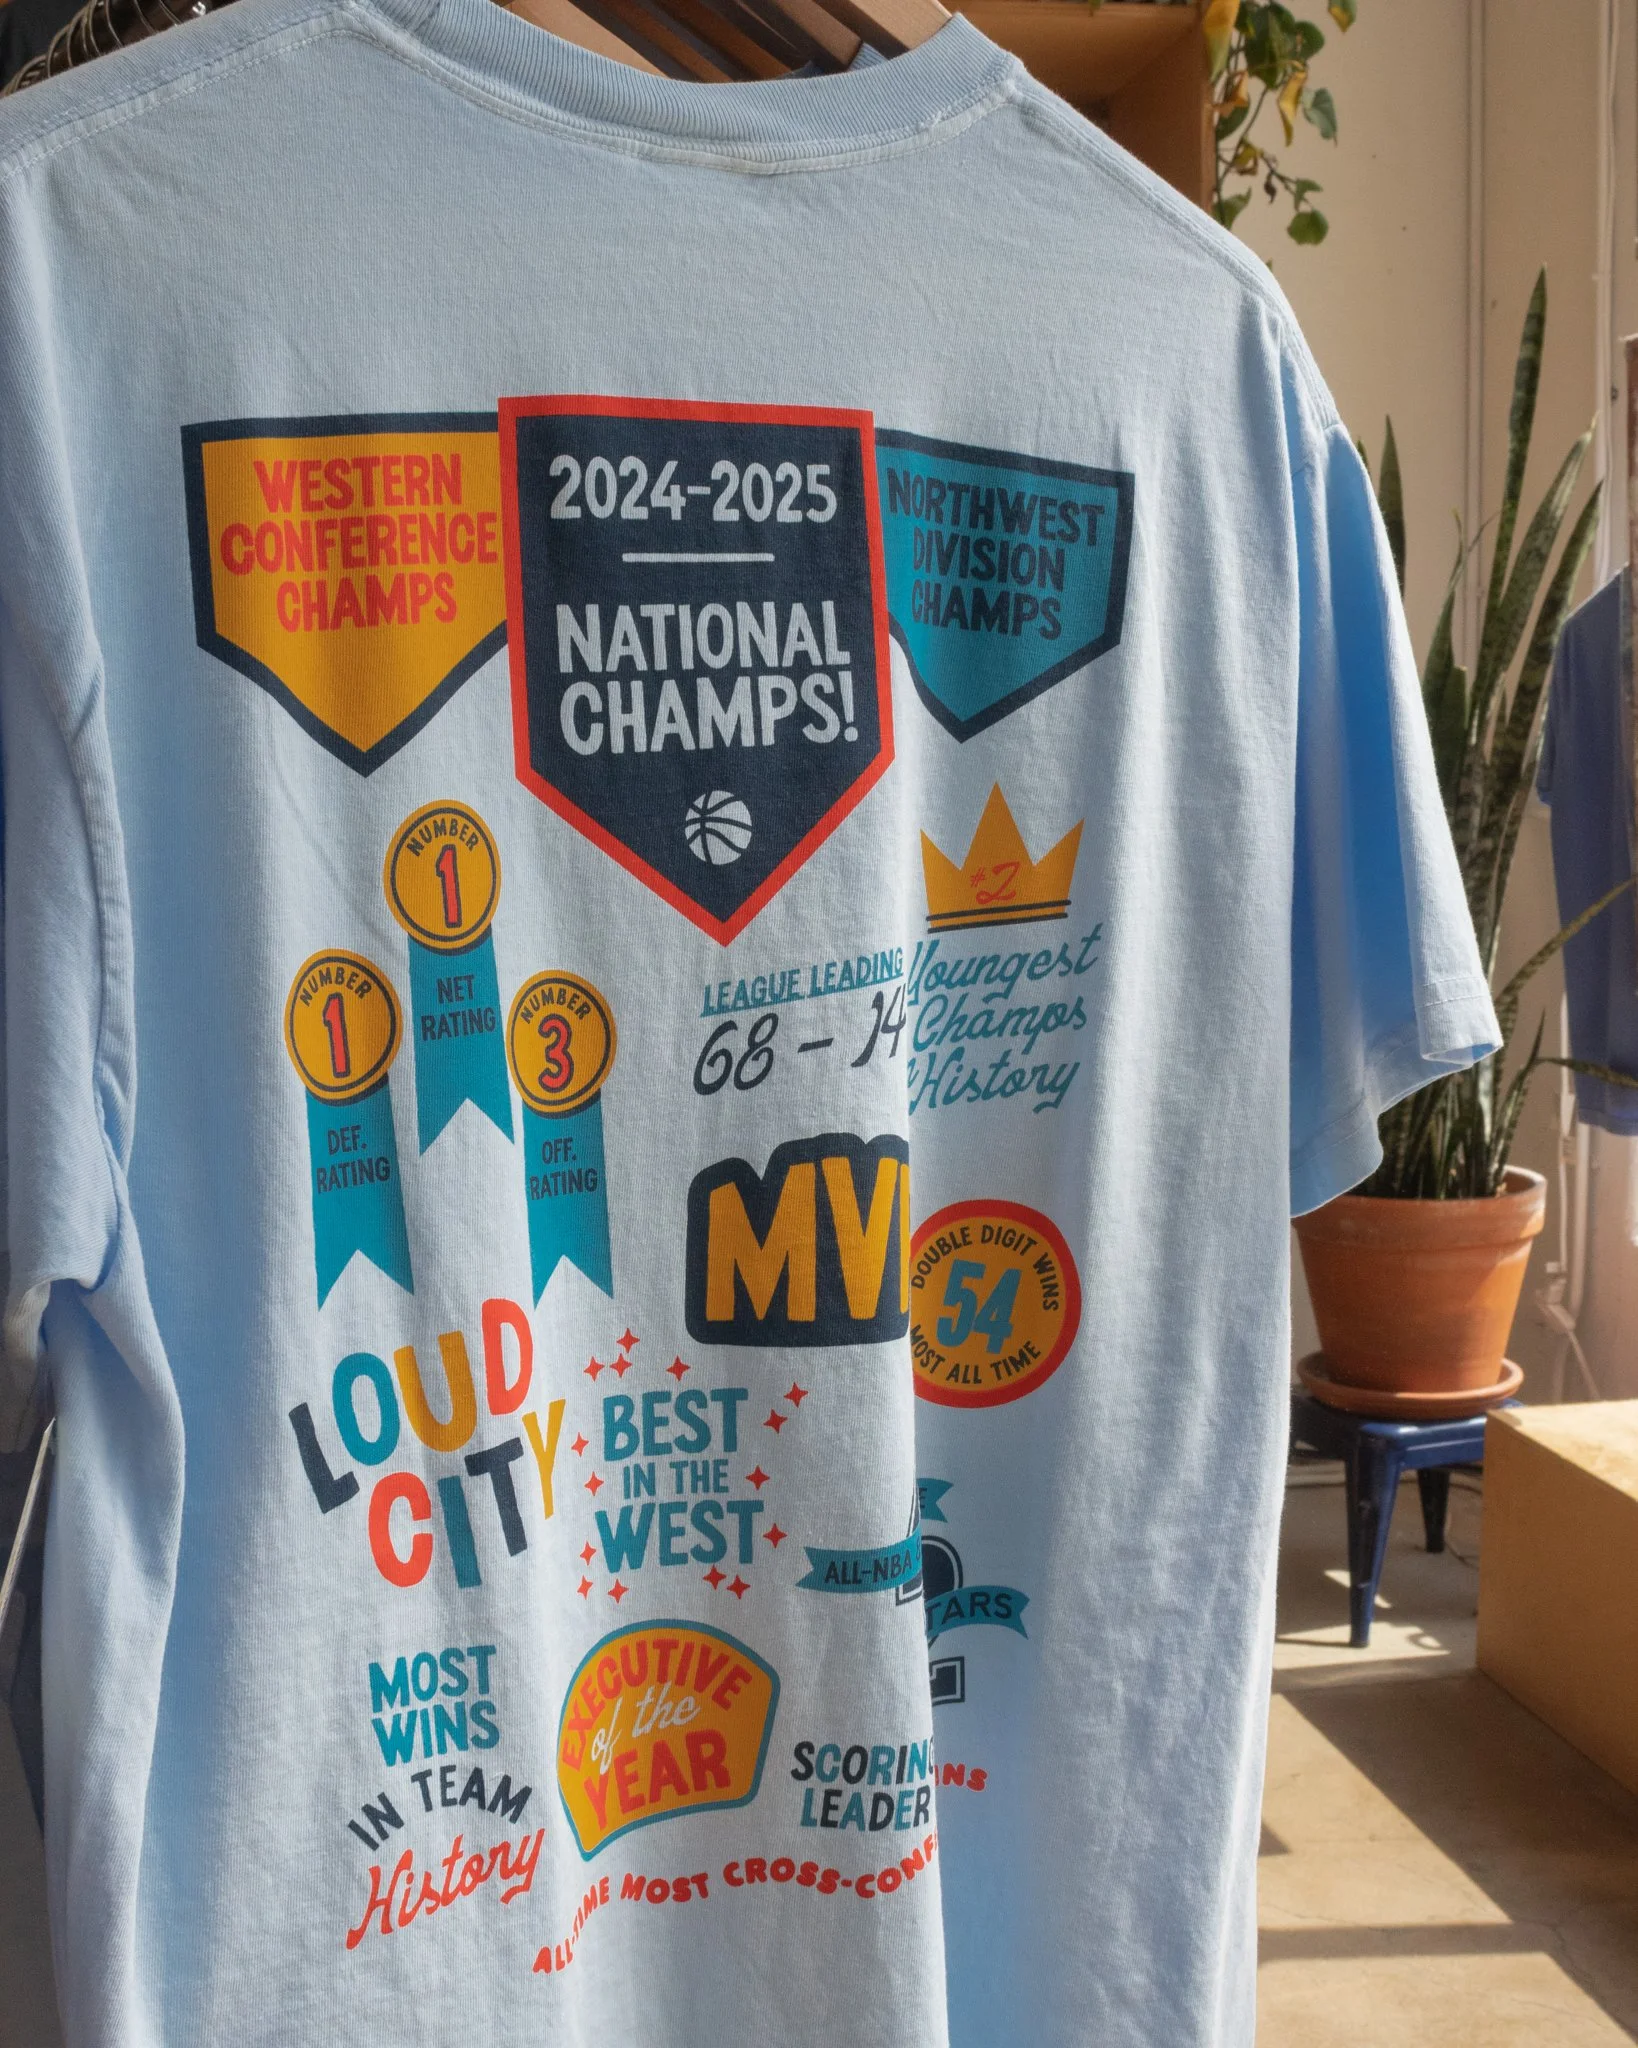 WESTERN
CONFERENCE
CHAMPS
2024-2025
NATIONAL
CHAMPS!
NORTHWEST
DIVISION
CHAMPS
NUMBER
1
NET
RATING
NUMBER
1
DEF.
RATING
NUMBER
3
OFF.
RATING
LEAGUE LEADING
68 - 14
#2
Youngest
Champs
History
MV
DOUBLE DIGIT WINS
54
MOST ALL TIME
LOUD
CITY
BEST
IN THE
WEST
ALL-NBA
MOST
WINS
IN TEAM
History
EXECUTIVE
of the
YEAR
SCORING
LEADER
ALL-TIME MOST CROSS-CONF